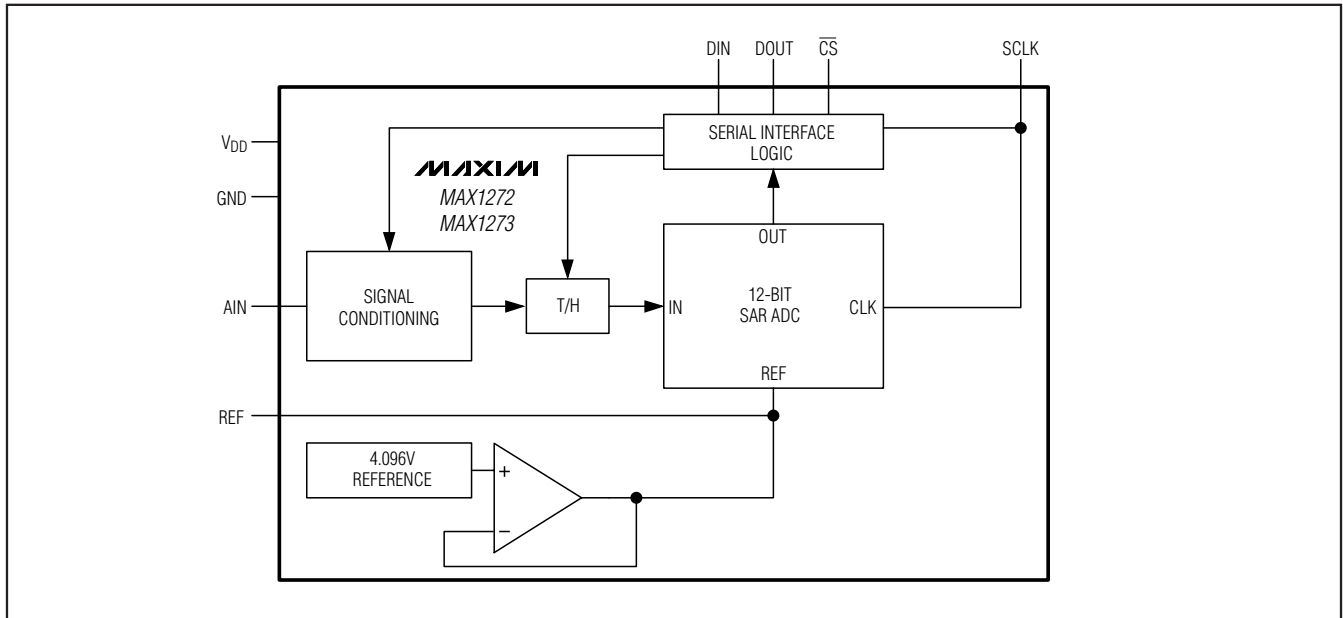 DIN DOUT CS SCLK
SERIAL INTERFACE
LOGIC
VDD
MAXIM
MAX1272
MAX1273
GND
OUT
SIGNAL
CONDITIONING
AIN
T/H
IN
12-BIT
SAR ADC
CLK
REF
REF
4.096V
REFERENCE
+
−